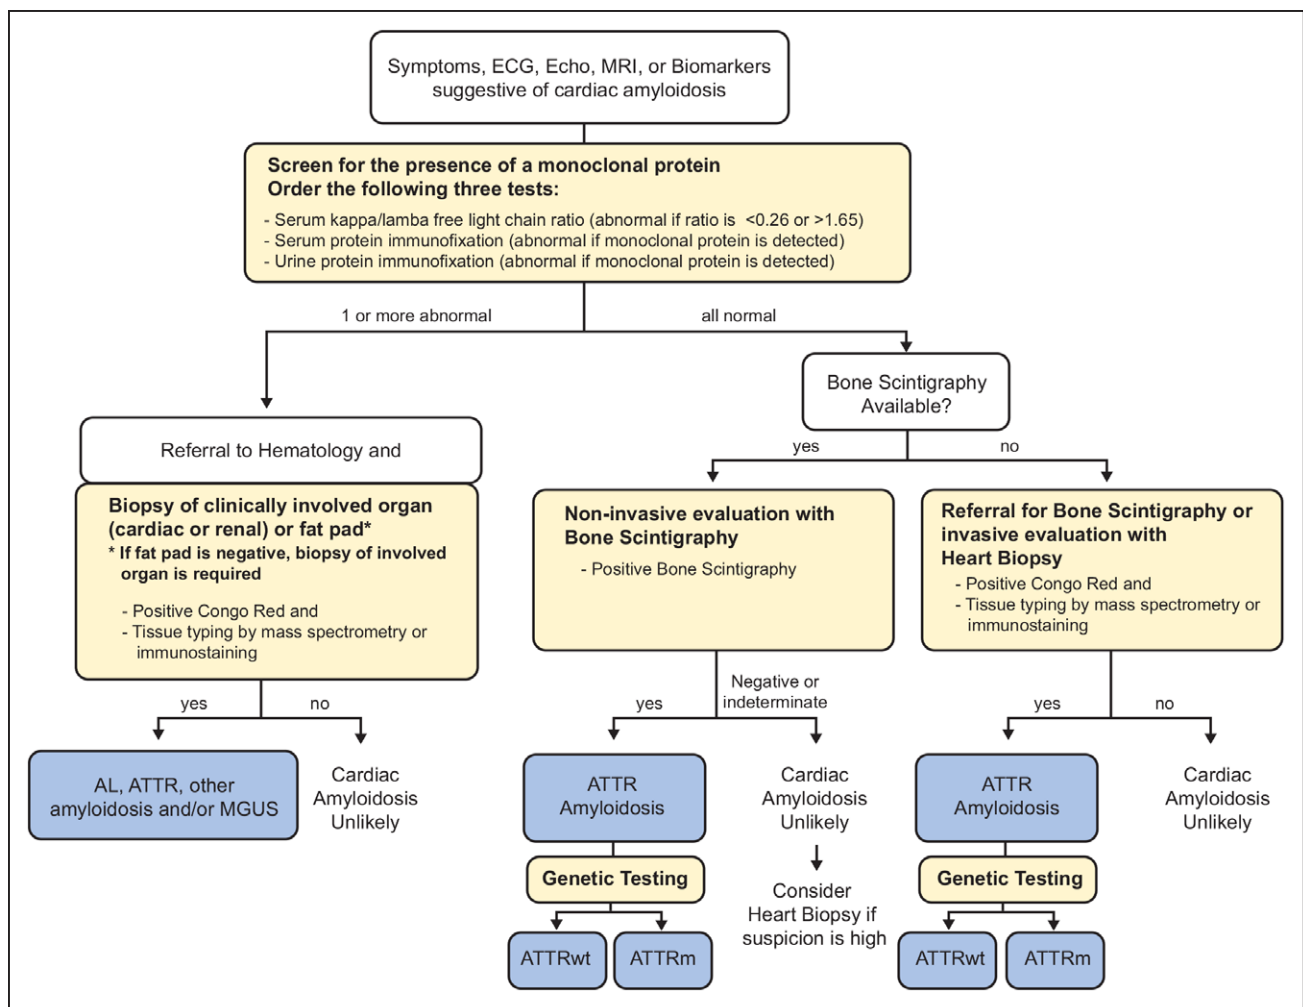 Symptoms, ECG, Echo, MRI, or Biomarkers
suggestive of cardiac amyloidosis
Screen for the presence of a monoclonal protein
Order the following three tests:
- Serum kappa/lamba free light chain ratio (abnormal if ratio is <0.26 or >1.65)
- Serum protein immunofixation (abnormal if monoclonal protein is detected)
- Urine protein immunofixation (abnormal if monoclonal protein is detected)
1 or more abnormal
all normal
Bone Scintigraphy
Available?
yes
no
Referral to Hematology and
Biopsy of clinically involved organ
(cardiac or renal) or fat pad*
* If fat pad is negative, biopsy of involved
organ is required
- Positive Congo Red and
- Tissue typing by mass spectrometry or
immunostaining
Non-invasive evaluation with
Bone Scintigraphy
- Positive Bone Scintigraphy
Referral for Bone Scintigraphy or
invasive evaluation with
Heart Biopsy
- Positive Congo Red and
- Tissue typing by mass spectrometry or
immunostaining
yes
no
AL, ATTR, other
amyloidosis and/or MGUS
Cardiac
Amyloidosis
Unlikely
yes
Negative or
indeterminate
ATTR
Amyloidosis
Cardiac
Amyloidosis
Unlikely
Genetic Testing
ATTRwt
ATTRm
Consider
Heart Biopsy if
suspicion is high
yes
no
ATTR
Amyloidosis
Cardiac
Amyloidosis
Unlikely
Genetic Testing
ATTRwt
ATTRm